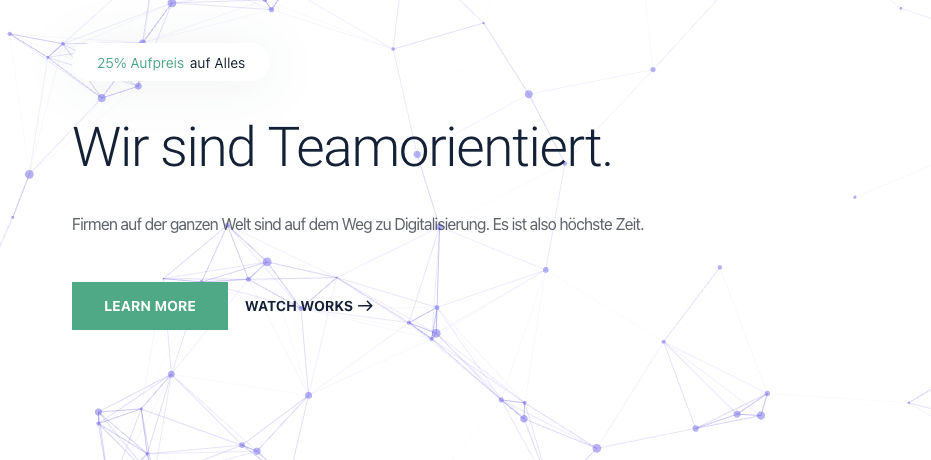 25% Aufpreis auf Alles
Wir sind Teamorientiert.
Firmen auf der ganzen Welt sind auf dem Weg zu Digitalisierung. Es ist also höchste Zeit.
LEARN MORE WATCH WORKS →